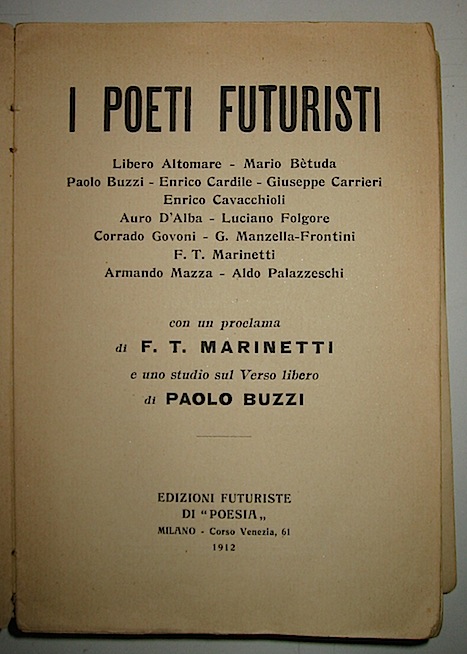 I POETI FUTURISTI
Libero Altomare - Mario Bètuda
Paolo Buzzi - Enrico Cardile - Giuseppe Carrieri
Enrico Cavacchioli
Auro D'Alba - Luciano Folgore
Corrado Govoni - G. Manzella-Frontini
F. T. Marinetti
Armando Mazza - Aldo Palazzeschi
con un proclama
di F. T. MARINETTI
e uno studio sul Verso libero
di PAOLO BUZZI
EDIZIONI FUTURISTE
DI “POESIA„
MILANO - Corso Venezia, 61
1912